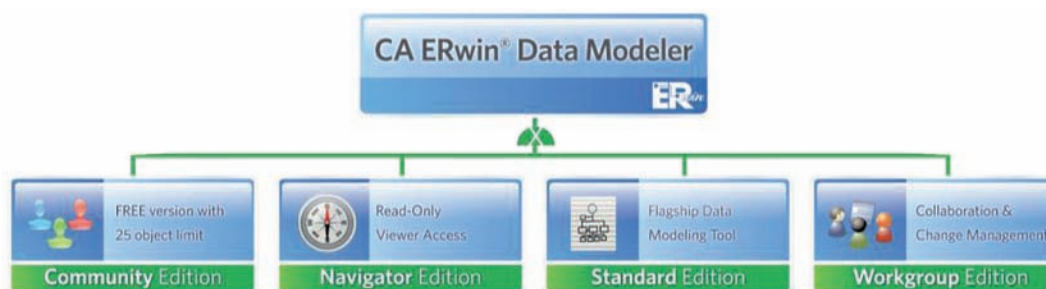 CA ERwin® Data Modeler
ERwin
FREE version with
25 object limit
Community Edition
Read-Only
Viewer Access
Navigator Edition
Flagship Data
Modeling Tool
Standard Edition
Collaboration &
Change Management
Workgroup Edition